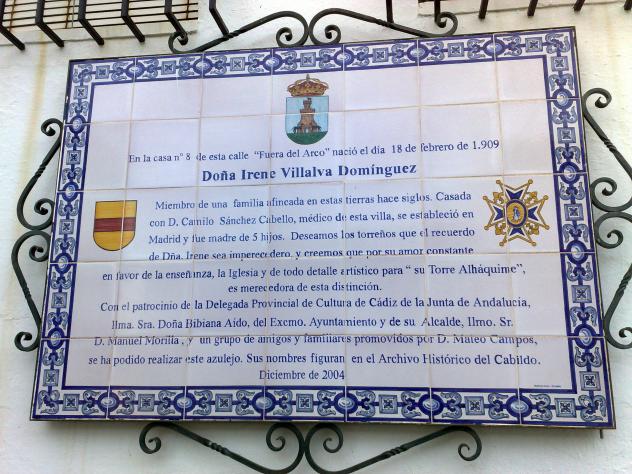 En la casa nº 8 de esta calle "Fuera del Arco" nació el día 18 de febrero de 1.909
Doña Irene Villalva Domínguez
Miembro de una familia afincada en estas tierras hace siglos. Casada
con D. Camilo Sánchez Cabello, médico de esta villa, se estableció en
Madrid y fue madre de 5 hijos. Deseamos los torreños que el recuerdo
de Dña. Irene sea imperecedero, y creemos que por su amor constante
en favor de la enseñanza, la Iglesia y de todo detalle artístico para " su Torre Alháquime",
es merecedora de esta distinción.
Con el patrocinio de la Delegada Provincial de Cultura de Cádiz de la Junta de Andalucía,
Ilma. Sra. Doña Bibiana Aído, del Excmo. Ayuntamiento y de su Alcalde, Ilmo. Sr.
D. Manuel Morilla , y un grupo de amigos y familiares promovidos por D. Mateo Campos,
se ha podido realizar este azulejo. Sus nombres figuran en el Archivo Histórico del Cabildo.
Diciembre de 2004